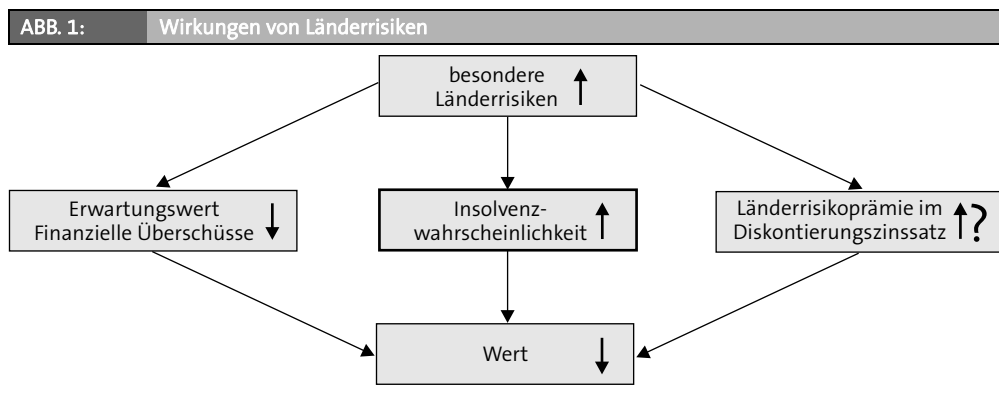 ABB. 1: Wirkungen von Länderrisiken
besondere
Länderrisiken
Erwartungswert
Finanzielle Überschüsse
Insolvenz-
wahrscheinlichkeit
Länderrisikoprämie im
Diskontierungszinssatz ?
Wert